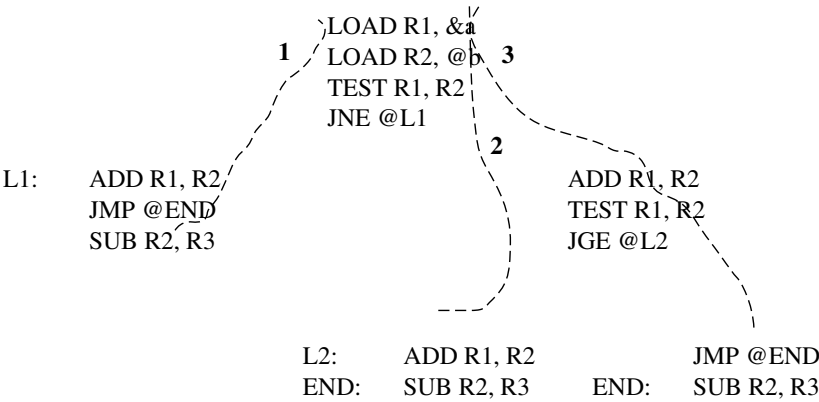 LOAD R1, &a
1 LOAD R2, @b 3
TEST R1, R2
JNE @L1
2
L1: ADD R1, R2 ADD R1, R2
JMP @END TEST R1, R2
SUB R2, R3 JGE @L2
L2: ADD R1, R2 JMP @END
END: SUB R2, R3 END: SUB R2, R3